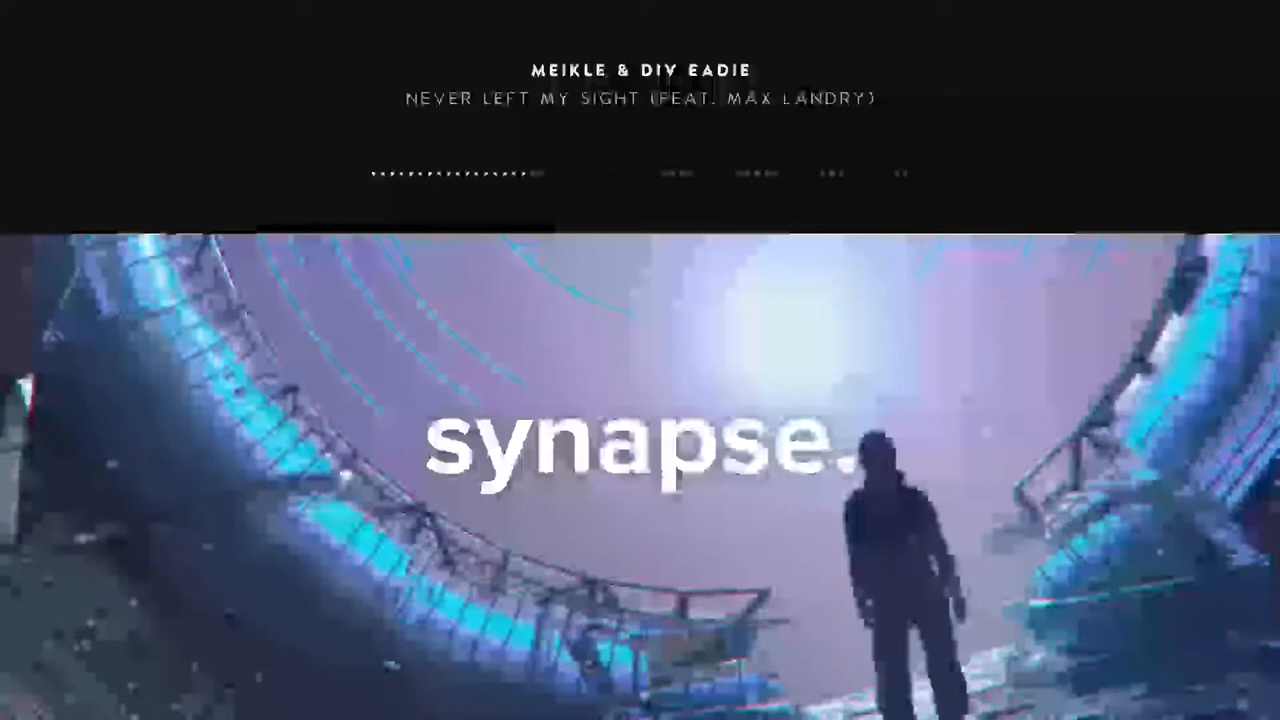 MEIKLE & DIV EADIE
NEVER LEFT MY SIGHT (FEAT. MAX LANDRY)
synapse.